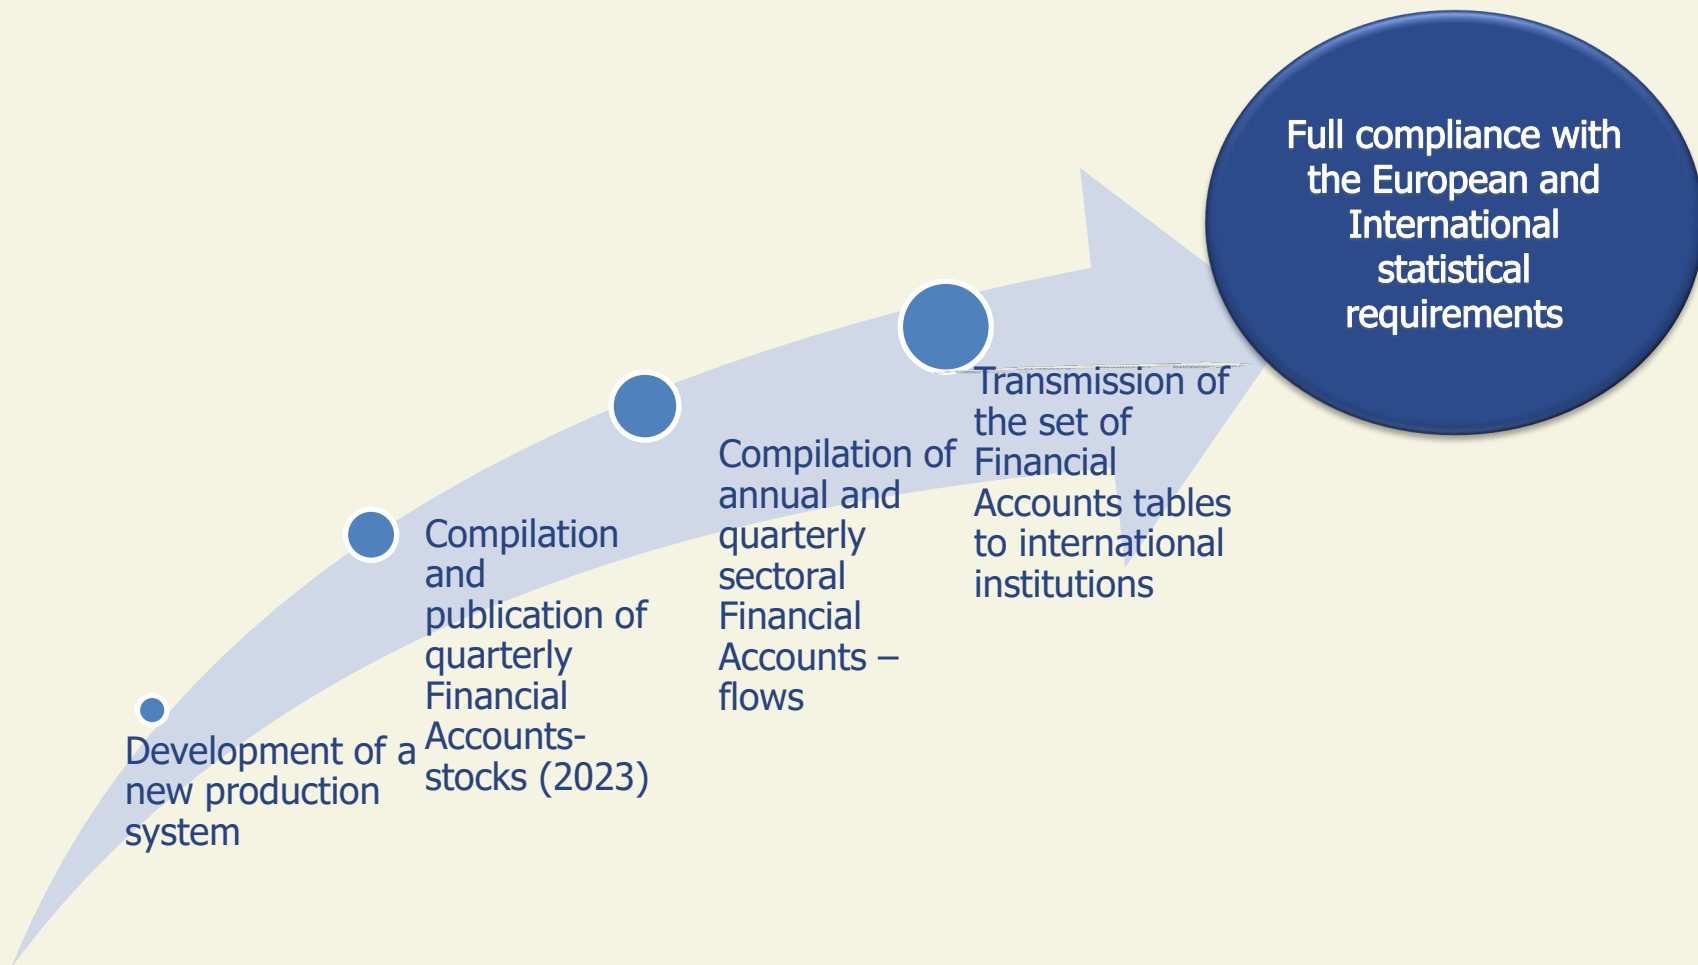 Full compliance with
the European and
International
statistical
requirements
Transmission of
the set of
Financial
Accounts tables
to international
institutions
Compilation of
annual and
quarterly
sectoral
Financial
Accounts –
flows
Compilation
and
publication of
quarterly
Financial
Accounts-
stocks (2023)
Development of a
new production
system